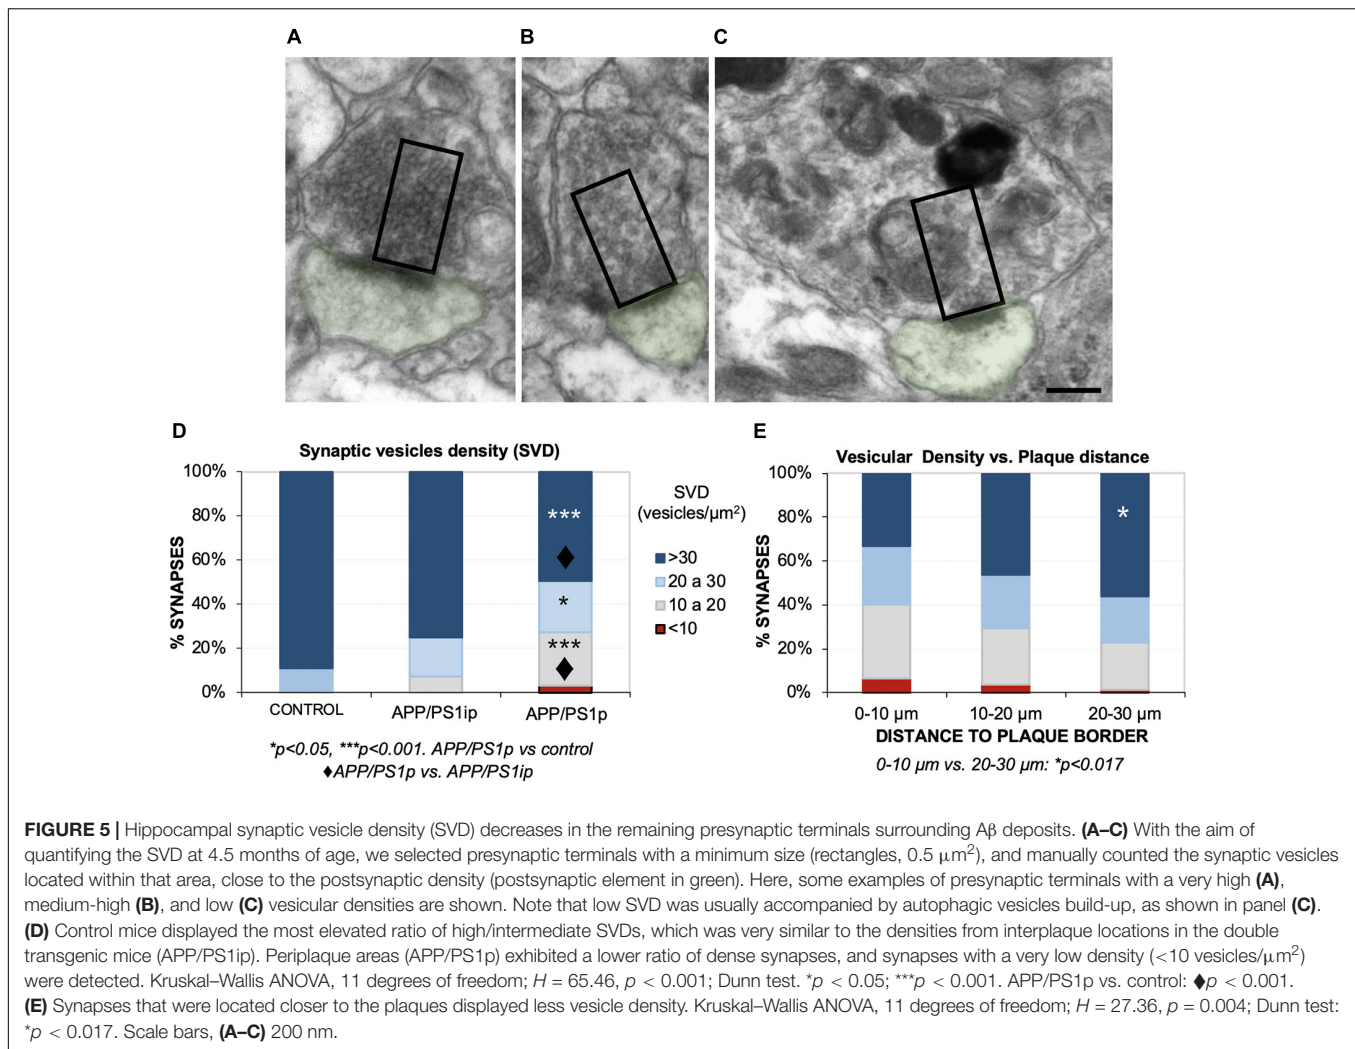 A
B
C
D
Synaptic vesicles density (SVD)
100%
80%
60%
40%
20%
0%
% SYNAPSES
***
♦
*
***
♦
CONTROL
APP/PS1ip
APP/PS1p
SVD
(vesicles/µm²)
>30
20 a 30
10 a 20
<10
*p<0.05, ***p<0.001. APP/PS1p vs control
♦APP/PS1p vs. APP/PS1ip
E
Vesicular Density vs. Plaque distance
100%
80%
60%
40%
20%
0%
% SYNAPSES
*
0-10 µm
10-20 µm
20-30 µm
DISTANCE TO PLAQUE BORDER
0-10 µm vs. 20-30 µm: *p<0.017
FIGURE 5 | Hippocampal synaptic vesicle density (SVD) decreases in the remaining presynaptic terminals surrounding Aβ deposits. (A–C) With the aim of
quantifying the SVD at 4.5 months of age, we selected presynaptic terminals with a minimum size (rectangles, 0.5 µm²), and manually counted the synaptic vesicles
located within that area, close to the postsynaptic density (postsynaptic element in green). Here, some examples of presynaptic terminals with a very high (A),
medium-high (B), and low (C) vesicular densities are shown. Note that low SVD was usually accompanied by autophagic vesicles build-up, as shown in panel (C).
(D) Control mice displayed the most elevated ratio of high/intermediate SVDs, which was very similar to the densities from interplaque locations in the double
transgenic mice (APP/PS1ip). Periplaque areas (APP/PS1p) exhibited a lower ratio of dense synapses, and synapses with a very low density (<10 vesicles/µm²)
were detected. Kruskal–Wallis ANOVA, 11 degrees of freedom; H = 65.46, p < 0.001; Dunn test. *p < 0.05; ***p < 0.001. APP/PS1p vs. control: ♦p < 0.001.
(E) Synapses that were located closer to the plaques displayed less vesicle density. Kruskal–Wallis ANOVA, 11 degrees of freedom; H = 27.36, p = 0.004; Dunn test:
*p < 0.017. Scale bars, (A–C) 200 nm.